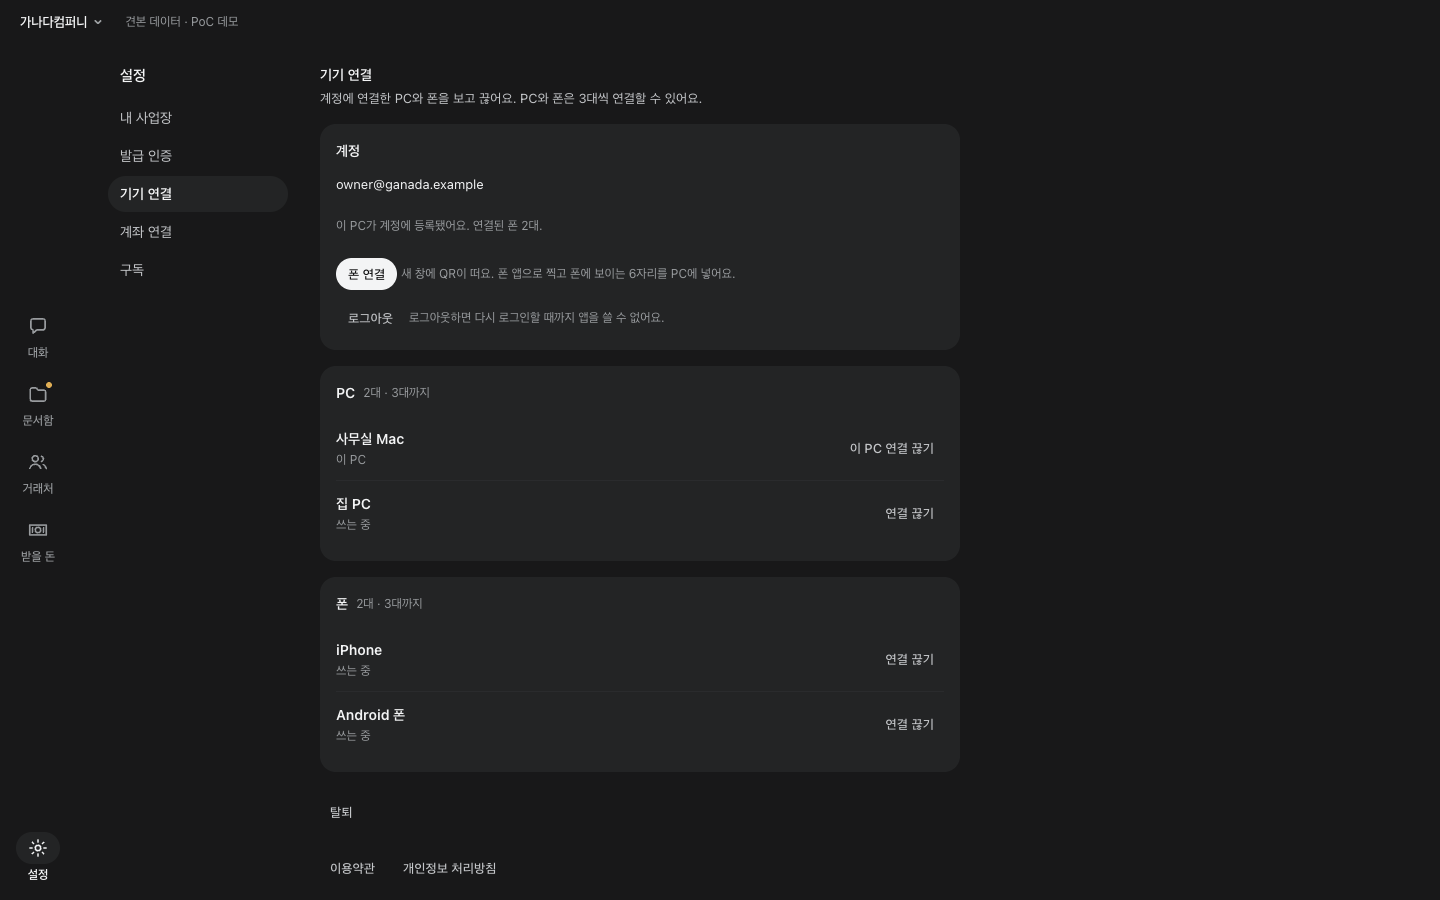 가나다컴퍼니
견본 데이터 · PoC 데모
설정
내 사업장
발급 인증
기기 연결
계좌 연결
구독
대화
문서함
거래처
받을 돈
설정
기기 연결
계정에 연결한 PC와 폰을 보고 끊어요. PC와 폰은 3대씩 연결할 수 있어요.
계정
owner@ganada.example
이 PC가 계정에 등록됐어요. 연결된 폰 2대.
폰 연결 새 창에 QR이 떠요. 폰 앱으로 찍고 폰에 보이는 6자리를 PC에 넣어요.
로그아웃 로그아웃하면 다시 로그인할 때까지 앱을 쓸 수 없어요.
PC 2대 · 3대까지
사무실 Mac
이 PC
이 PC 연결 끊기
집 PC
쓰는 중
연결 끊기
폰 2대 · 3대까지
iPhone
쓰는 중
연결 끊기
Android 폰
쓰는 중
연결 끊기
탈퇴
이용약관 개인정보 처리방침